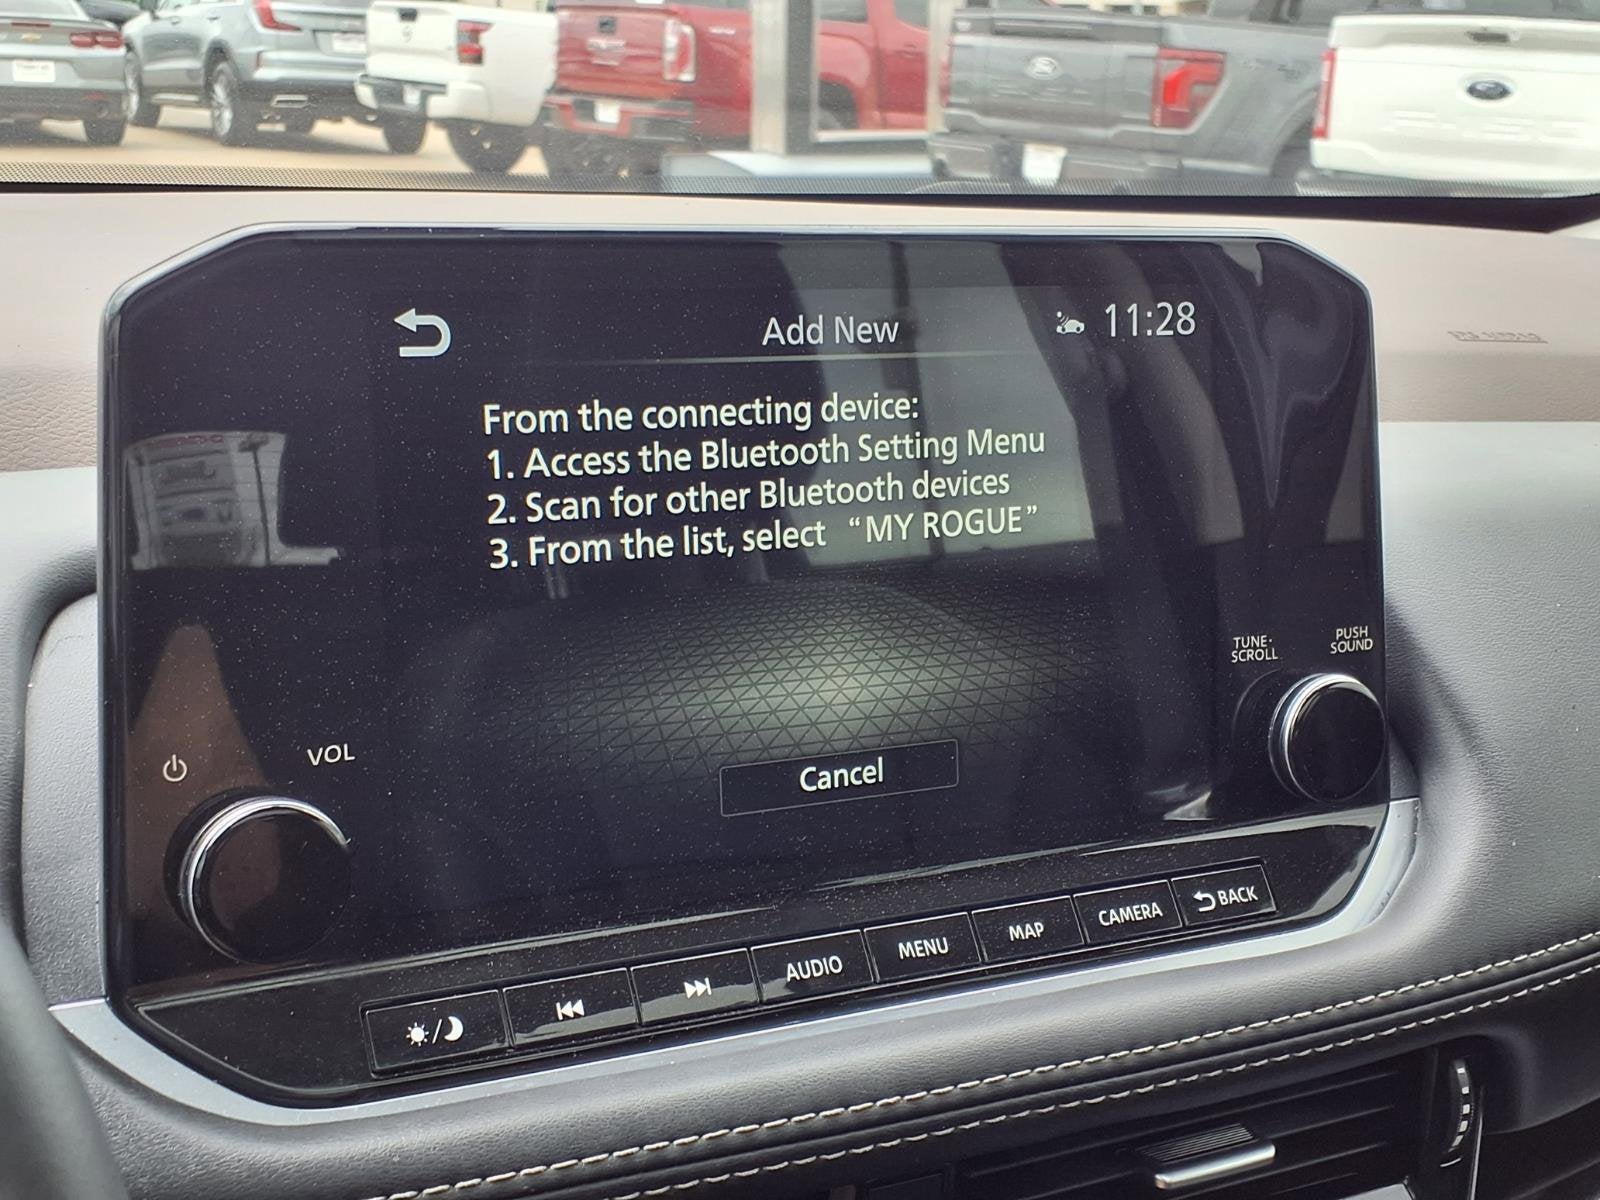 Add New
11:28
From the connecting device:
1. Access the Bluetooth Setting Menu
2. Scan for other Bluetooth devices
3. From the list, select “MY ROGUE”
TUNE·
SCROLL
PUSH
SOUND
VOL
Cancel
AUDIO
MENU
MAP
CAMERA
BACK